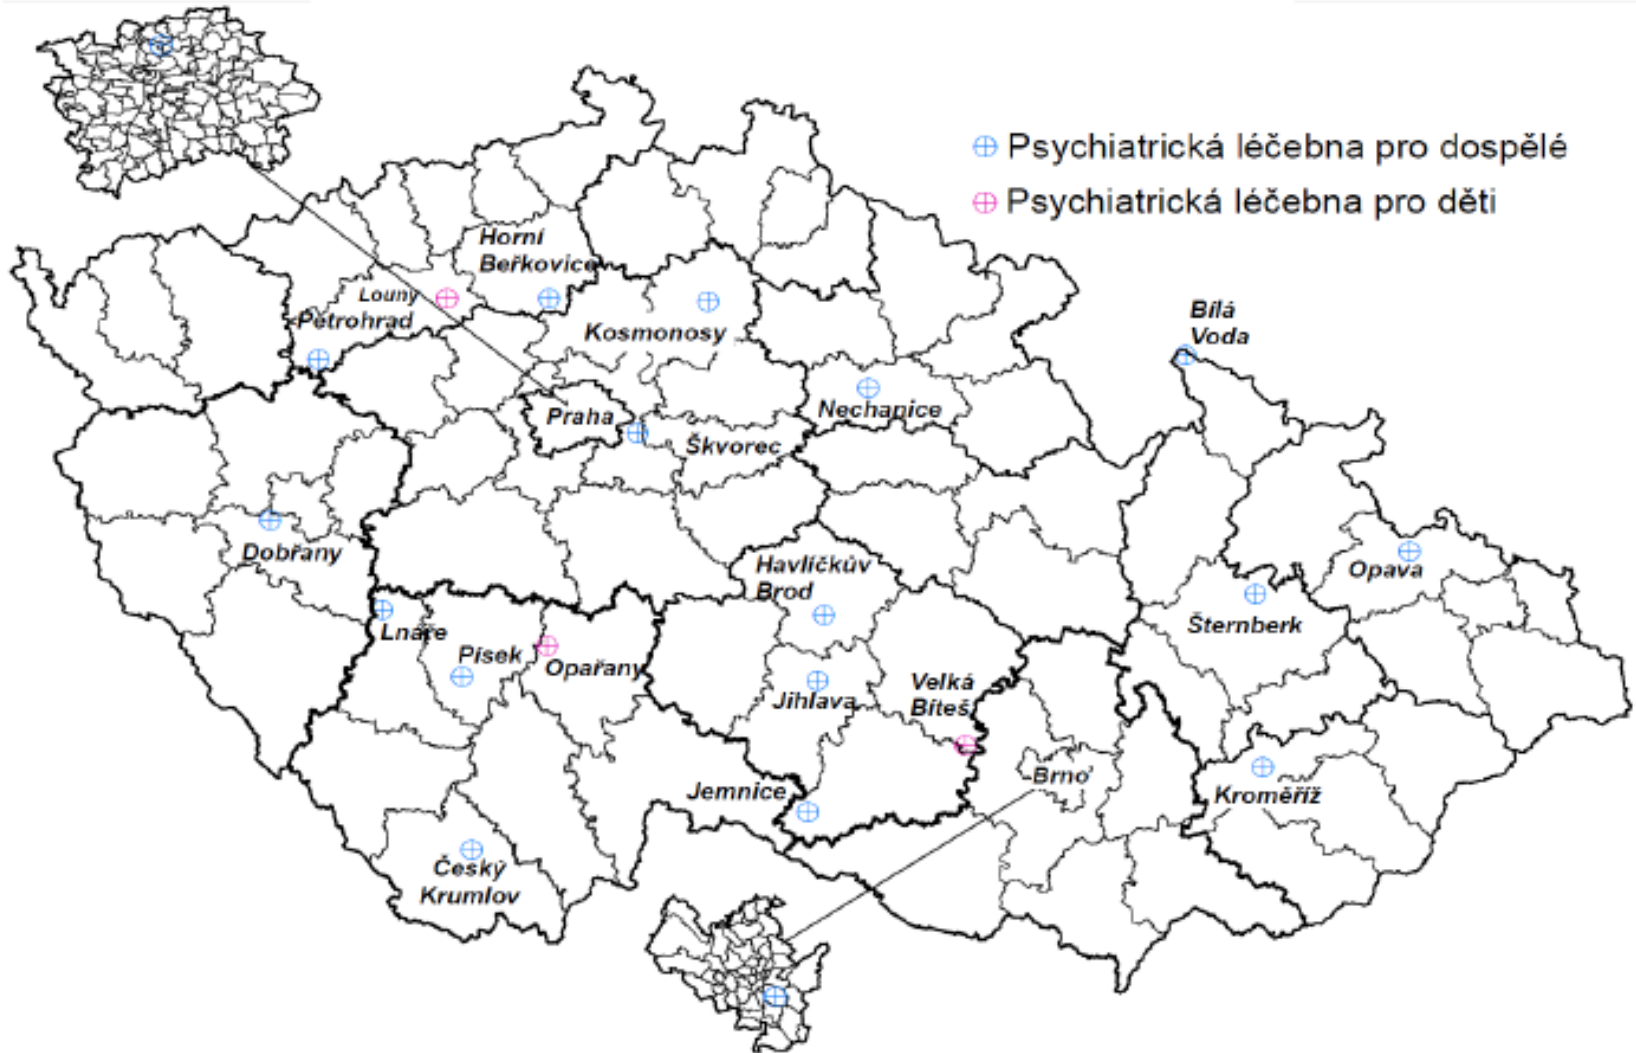 Psychiatrická léčebna pro dospělé
Psychiatrická léčebna pro děti
Horní
Beřkovice
Louny
Petrohrad
Kosmonosy
Bílá
Voda
Praha
Nechanice
Škvorec
Dobřany
Havlíčkův
Brod
Opava
Lnáře
Šternberk
Písek
Opařany
Velká
Bíteš
Jihlava
Brno
Jemnice
Kroměříž
Český
Krumlov